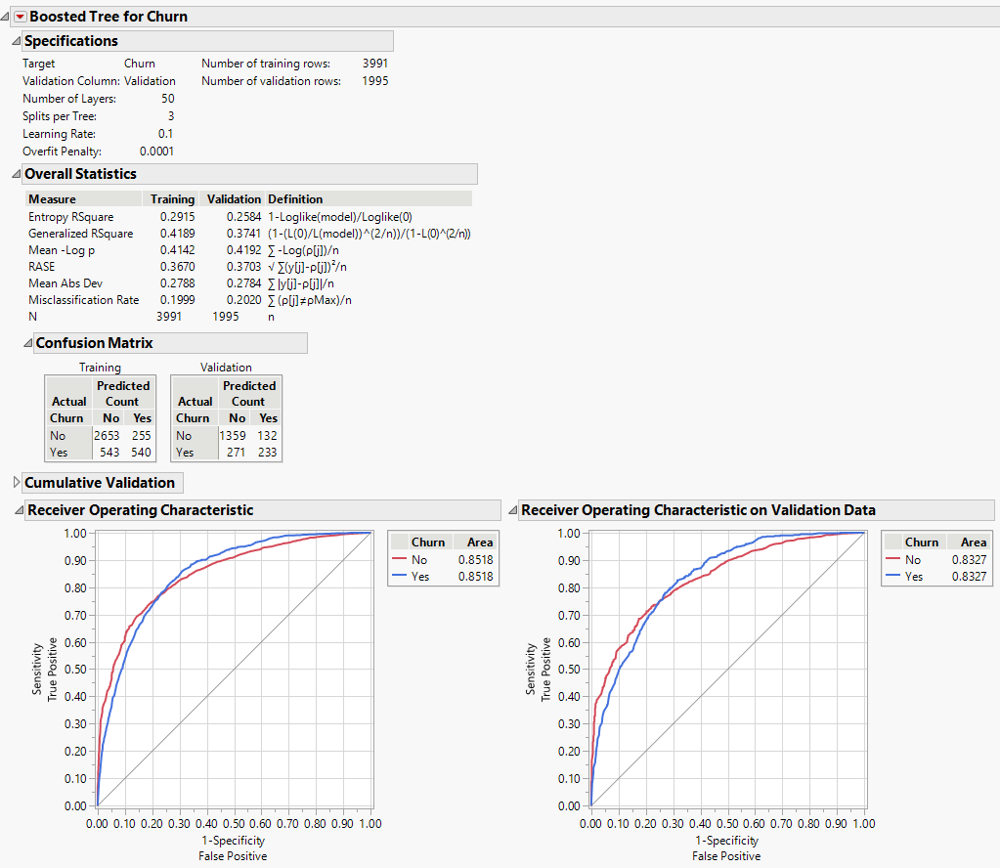 Boosted Tree for Churn
Specifications
Target Churn Number of training rows: 3991
Validation Column: Validation Number of validation rows: 1995
Number of Layers: 50
Splits per Tree: 3
Learning Rate: 0.1
Overfit Penalty: 0.0001
Overall Statistics
Measure Training Validation Definition
Entropy RSquare 0.2915 0.2584 1-Loglike(model)/Loglike(0)
Generalized RSquare 0.4189 0.3741 (1-(L(0)/L(model))^(2/n))/(1-L(0)^(2/n))
Mean -Log p 0.4142 0.4192 ∑ -Log(ρ[j])/n
RASE 0.3670 0.3703 √ ∑(y[j]-ρ[j])²/n
Mean Abs Dev 0.2788 0.2784 ∑ |y[j]-ρ[j]|/n
Misclassification Rate 0.1999 0.2020 ∑ (ρ[j]≠ρMax)/n
N 3991 1995 n
Confusion Matrix
Training Validation
Predicted Predicted
Actual Count Actual Count
Churn No Yes Churn No Yes
No 2653 255 No 1359 132
Yes 543 540 Yes 271 233
Cumulative Validation
Receiver Operating Characteristic
1.00
0.90
0.80
0.70
0.60
0.50
0.40
0.30
0.20
0.10
0.00
Sensitivity
True Positive
0.00 0.10 0.20 0.30 0.40 0.50 0.60 0.70 0.80 0.90 1.00
1-Specificity
False Positive
Churn Area
No 0.8518
Yes 0.8518
Receiver Operating Characteristic on Validation Data
1.00
0.90
0.80
0.70
0.60
0.50
0.40
0.30
0.20
0.10
0.00
Sensitivity
True Positive
0.00 0.10 0.20 0.30 0.40 0.50 0.60 0.70 0.80 0.90 1.00
1-Specificity
False Positive
Churn Area
No 0.8327
Yes 0.8327